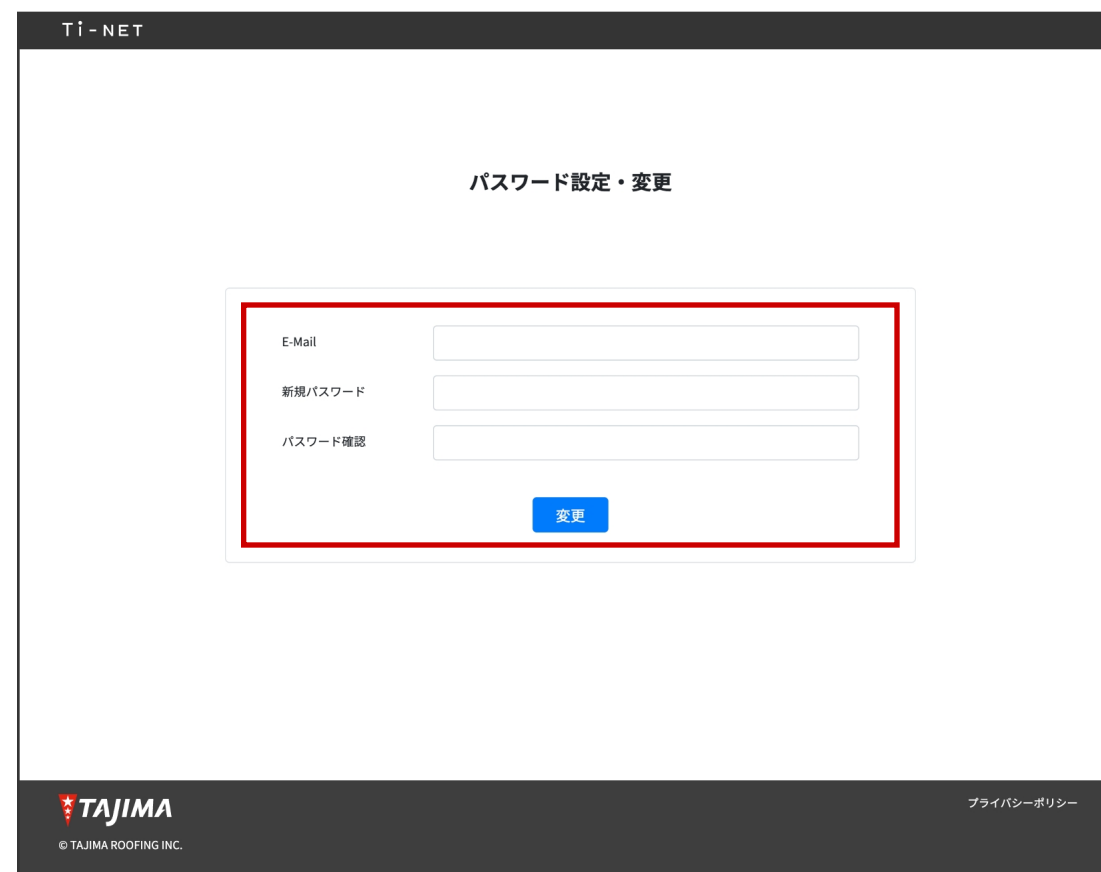 Ti-NET
パスワード設定・変更
E-Mail
新規パスワード
パスワード確認
変更
TAJIMA
プライバシーポリシー
© TAJIMA ROOFING INC.